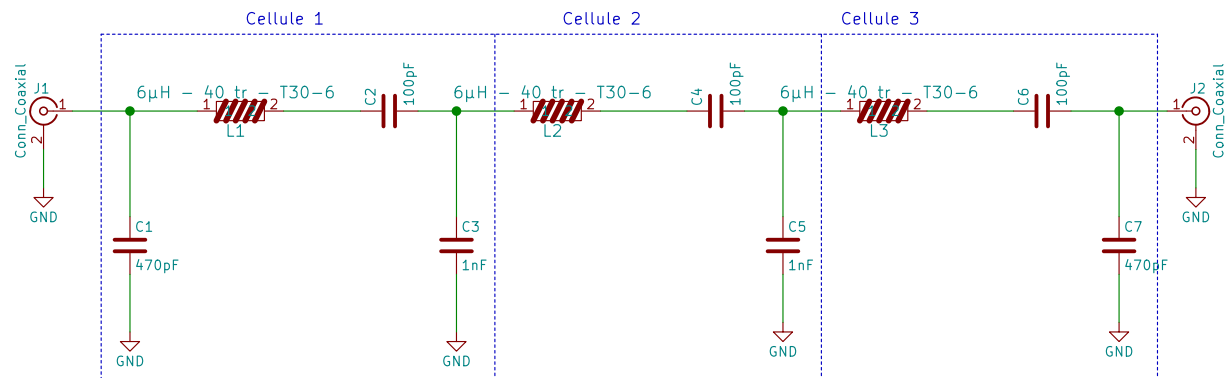 Cellule 1
Cellule 2
Cellule 3
J1
Conn_Coaxial
1
2
GND
6µH - 40 tr - T30-6
1
2
L1
C2
100pF
6µH - 40 tr - T30-6
1
2
L2
C4
100pF
6µH - 40 tr - T30-6
1
2
L3
C6
100pF
J2
Conn_Coaxial
1
2
GND
C1
470pF
GND
C3
1nF
GND
C5
1nF
GND
C7
470pF
GND